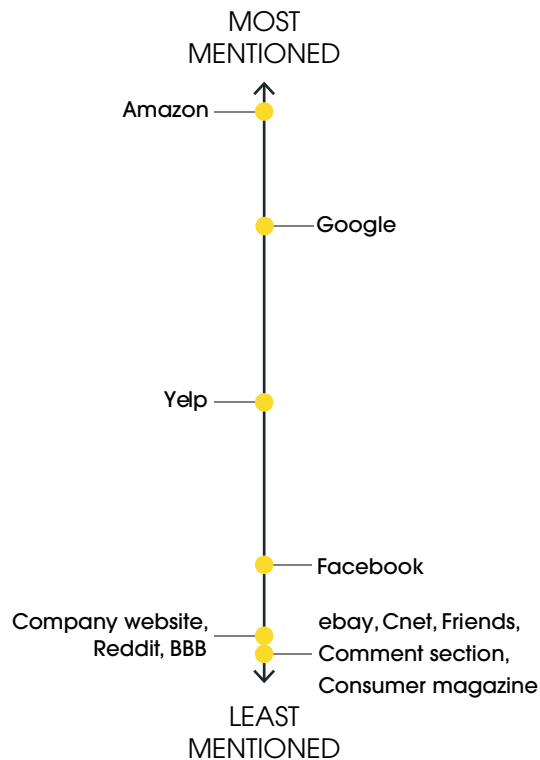 MOST
MENTIONED
Amazon
Google
Yelp
Facebook
Company website,
Reddit, BBB
ebay, Cnet, Friends,
Comment section,
Consumer magazine
LEAST
MENTIONED